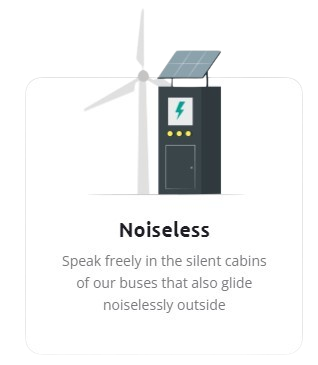 Noiseless
Speak freely in the silent cabins
of our buses that also glide
noiselessly outside